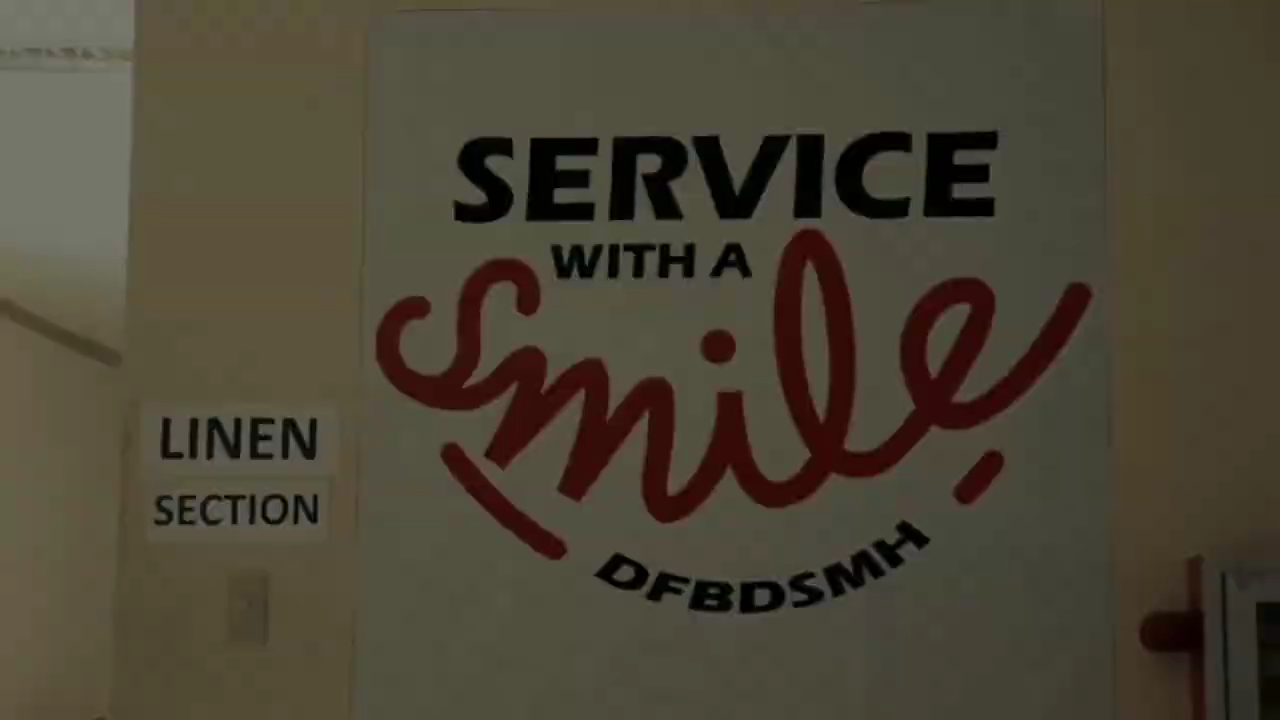 SERVICE
WITH A
Smile
DFBDSMH
LINEN
SECTION